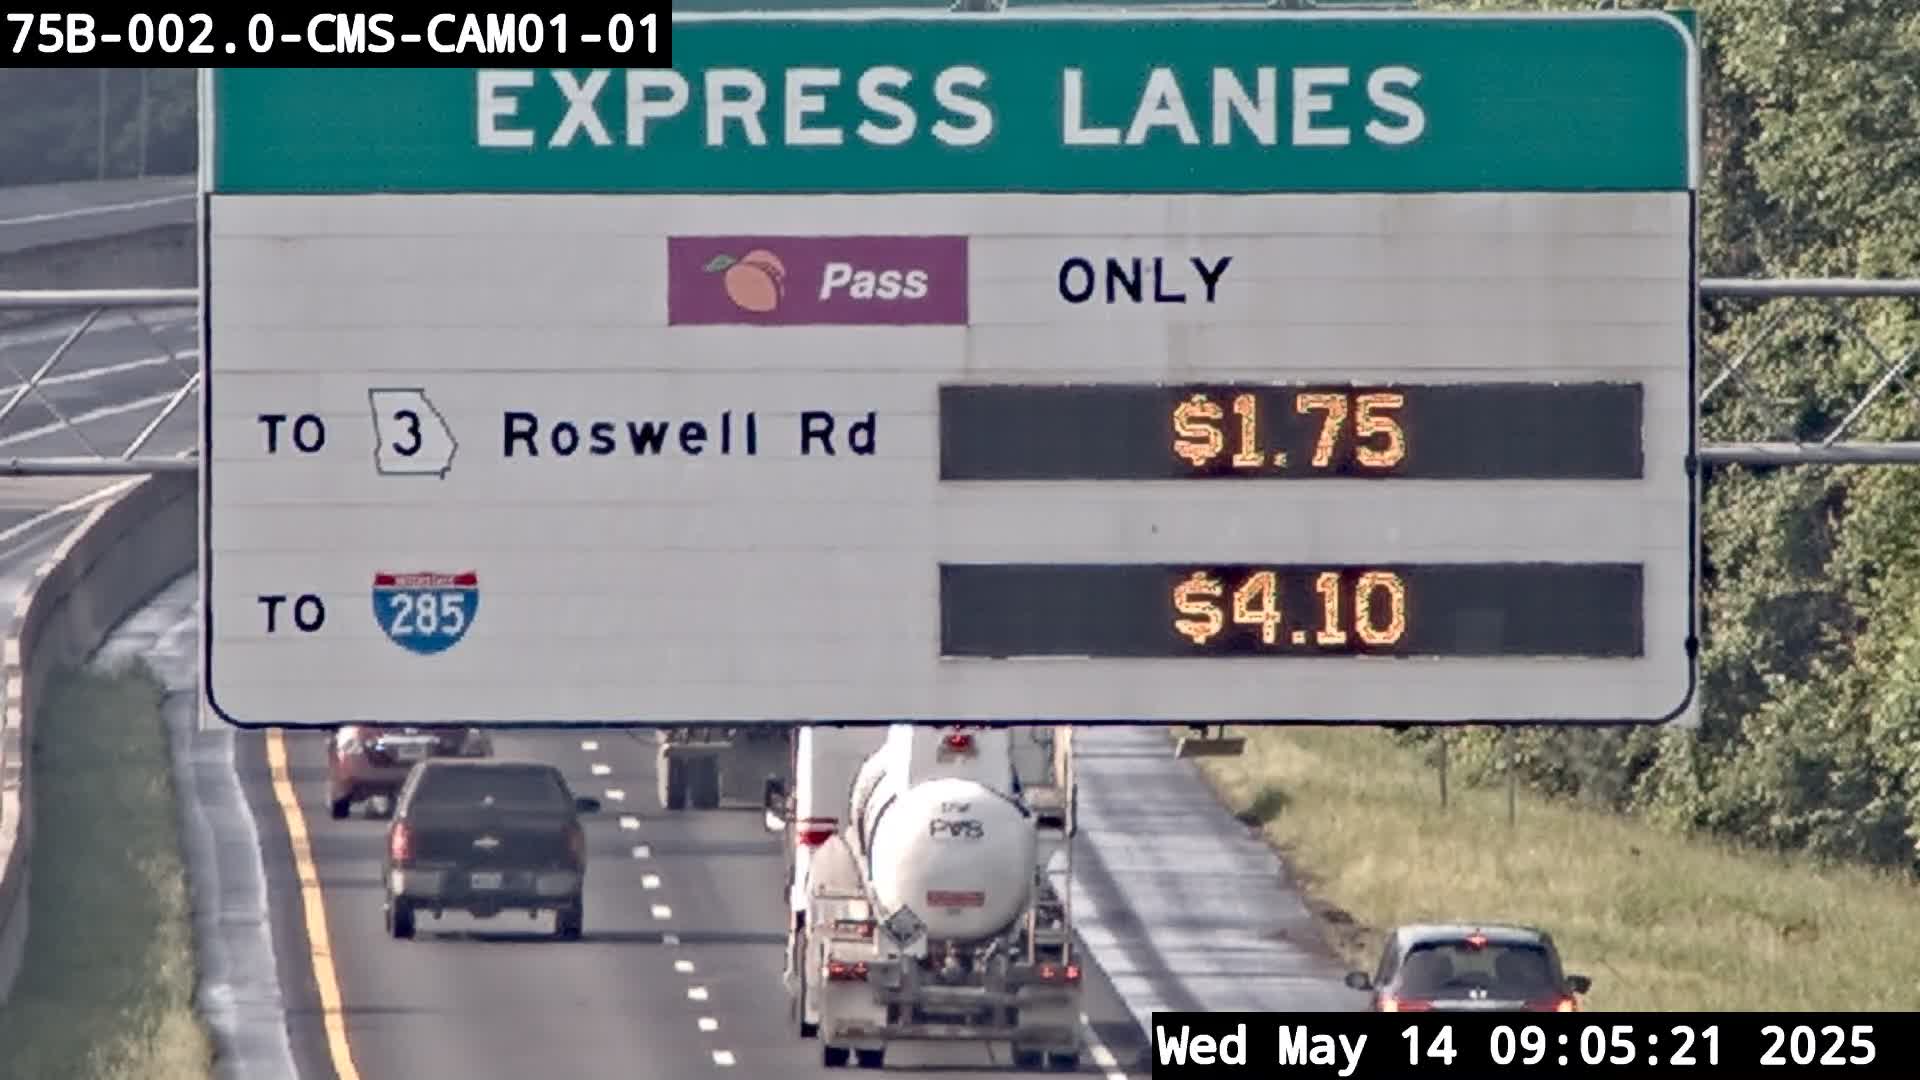 75B-002.0-CMS-CAM01-01
EXPRESS LANES
Pass ONLY
TO 3 Roswell Rd $1.75
TO INTERSTATE 285 $4.10
Wed May 14 09:05:21 2025